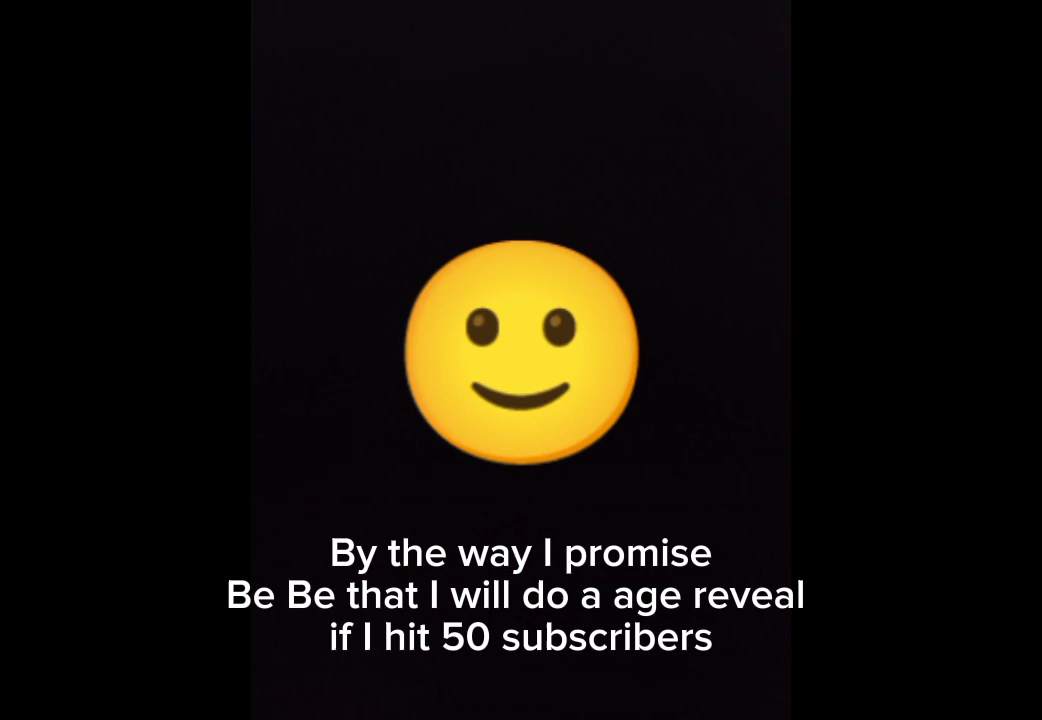 By the way I promise
Be Be that I will do a age reveal
if I hit 50 subscribers